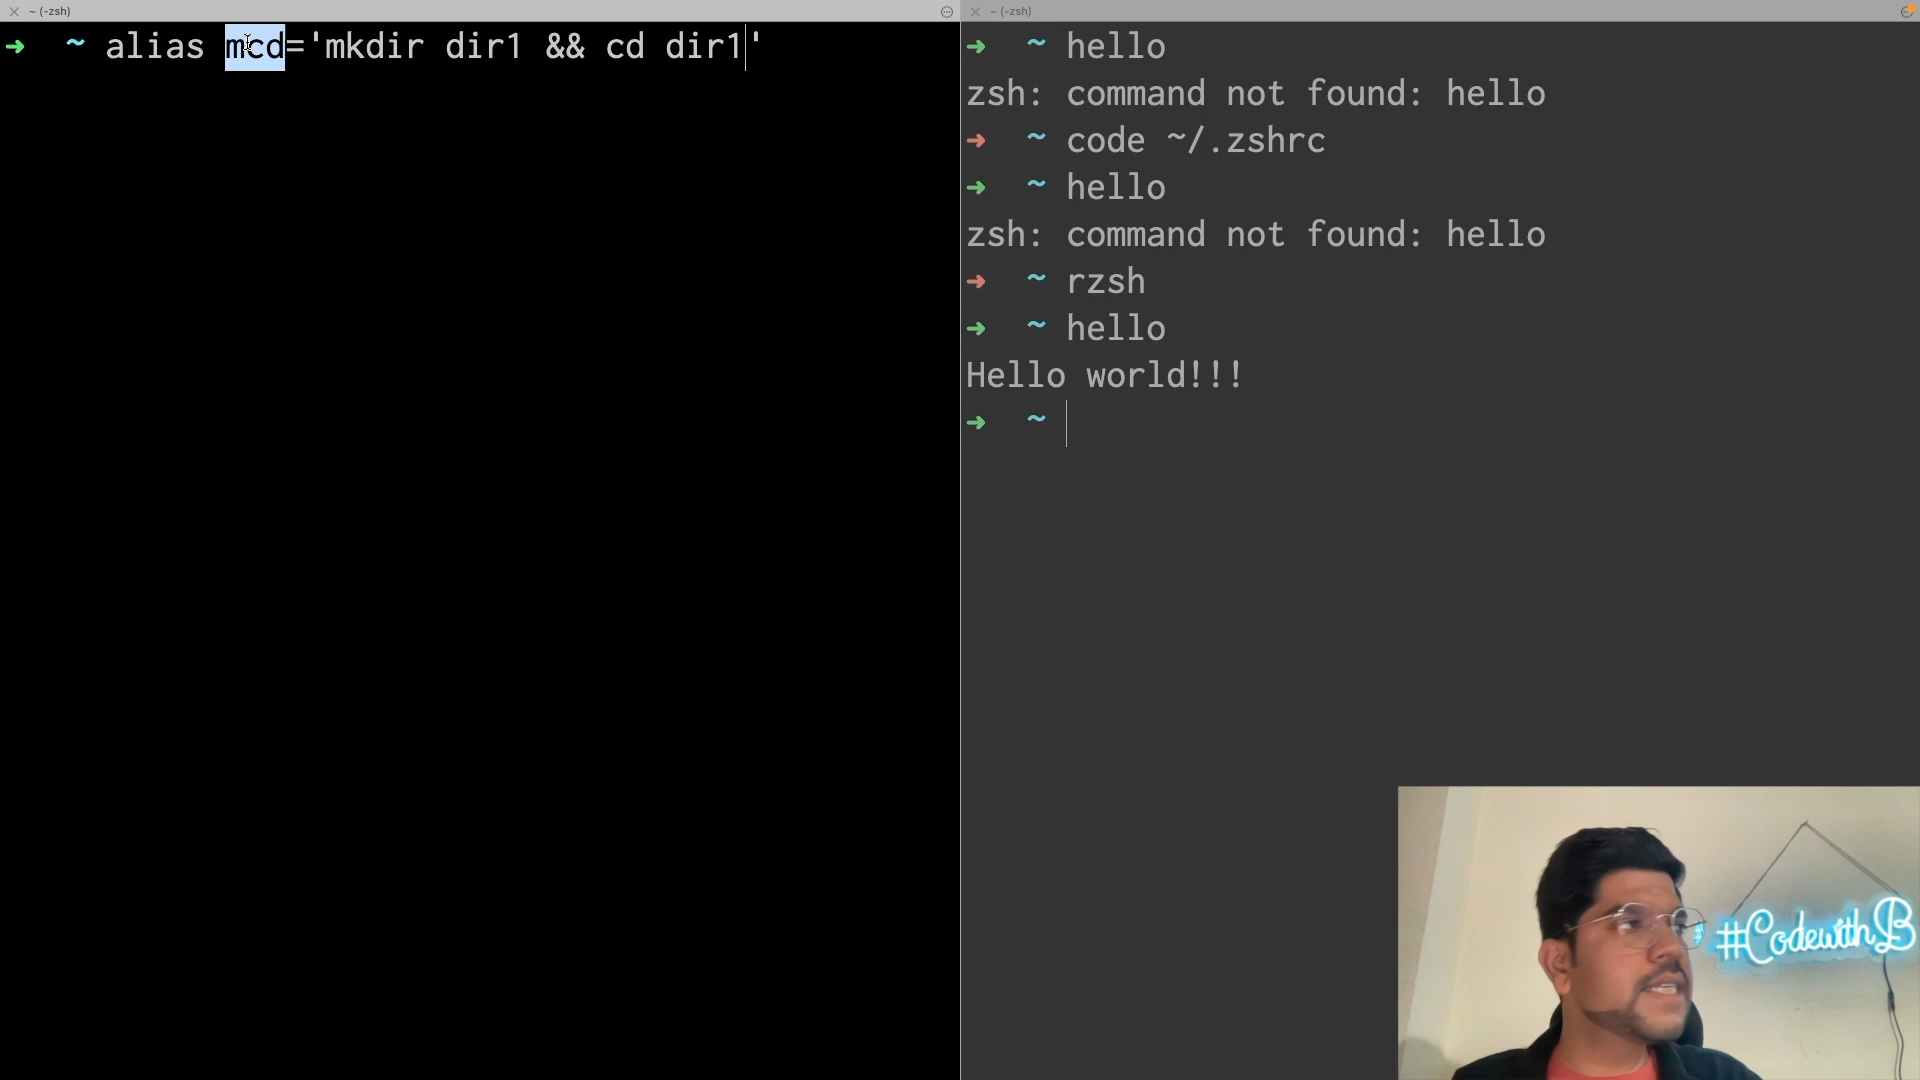 ~ (-zsh)
➜ ~ alias mcd='mkdir dir1 && cd dir1'
~ (-zsh)
➜ ~ hello
zsh: command not found: hello
➜ ~ code ~/.zshrc
➜ ~ hello
zsh: command not found: hello
➜ ~ rzsh
➜ ~ hello
Hello world!!!
➜ ~
#CodewithB